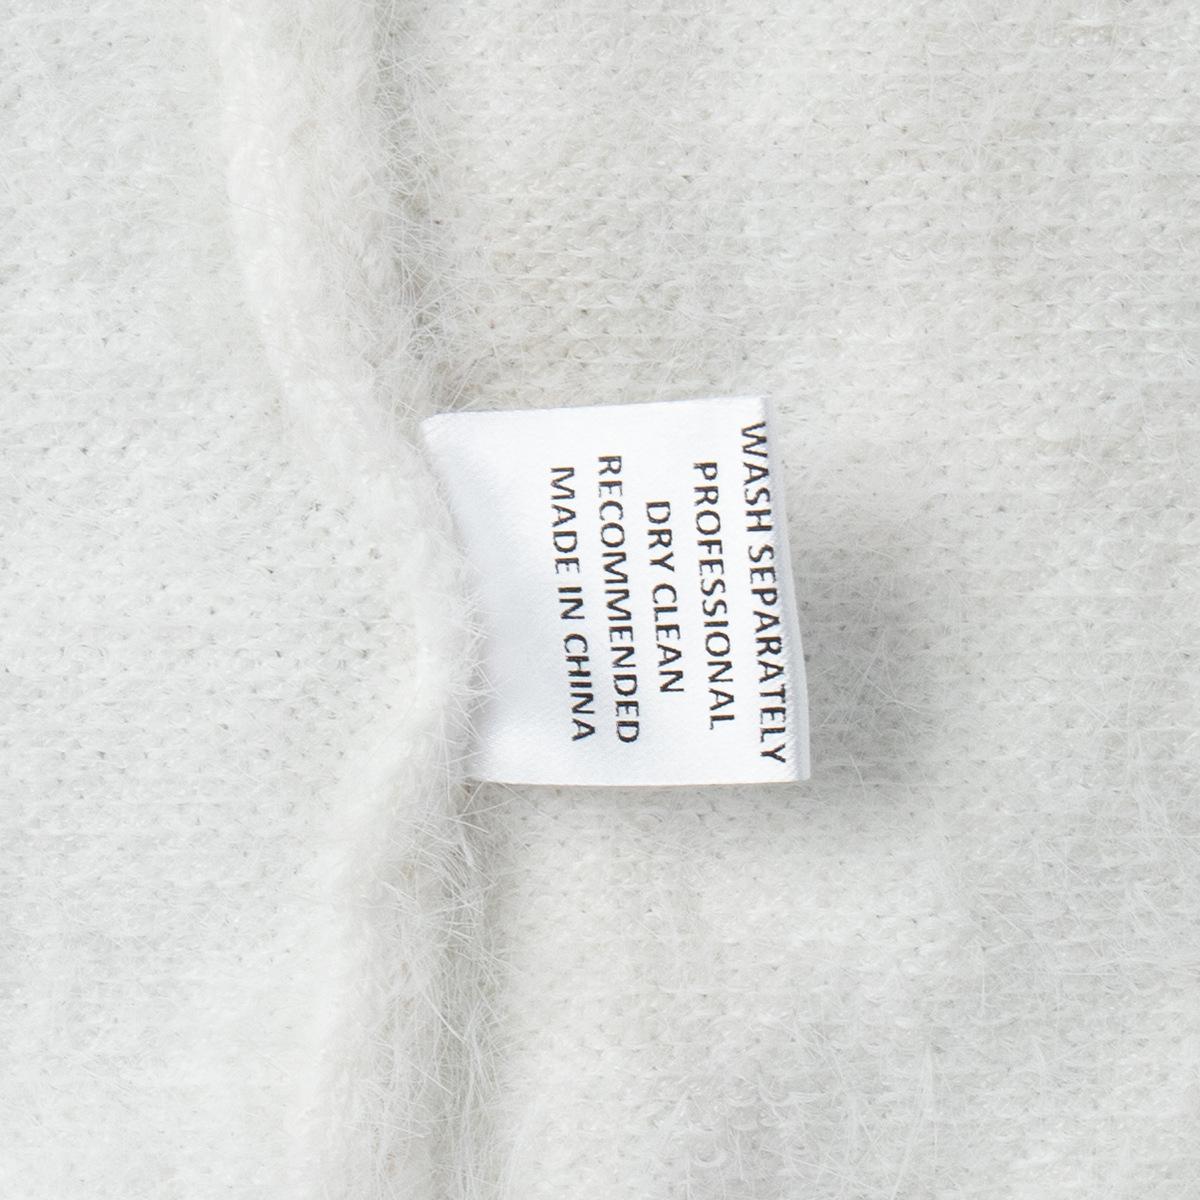 WASH SEPARATELY
PROFESSIONAL
DRY CLEAN
RECOMMENDED
MADE IN CHINA